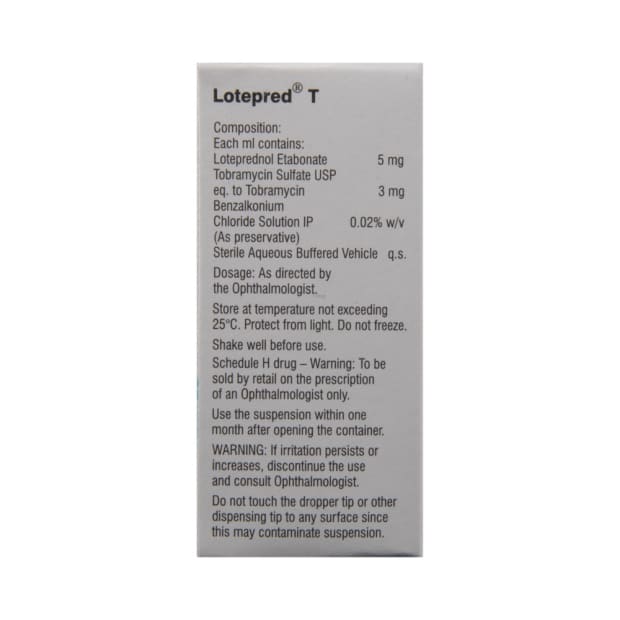 Lotepred® T
Composition:
Each ml contains:
Loteprednol Etabonate 5 mg
Tobramycin Sulfate USP
eq. to Tobramycin 3 mg
Benzalkonium
Chloride Solution IP 0.02% w/v
(As preservative)
Sterile Aqueous Buffered Vehicle q.s.
Dosage: As directed by
the Ophthalmologist.
Store at temperature not exceeding
25°C. Protect from light. Do not freeze.
Shake well before use.
Schedule H drug – Warning: To be
sold by retail on the prescription
of an Ophthalmologist only.
Use the suspension within one
month after opening the container.
WARNING: If irritation persists or
increases, discontinue the use
and consult Ophthalmologist.
Do not touch the dropper tip or other
dispensing tip to any surface since
this may contaminate suspension.